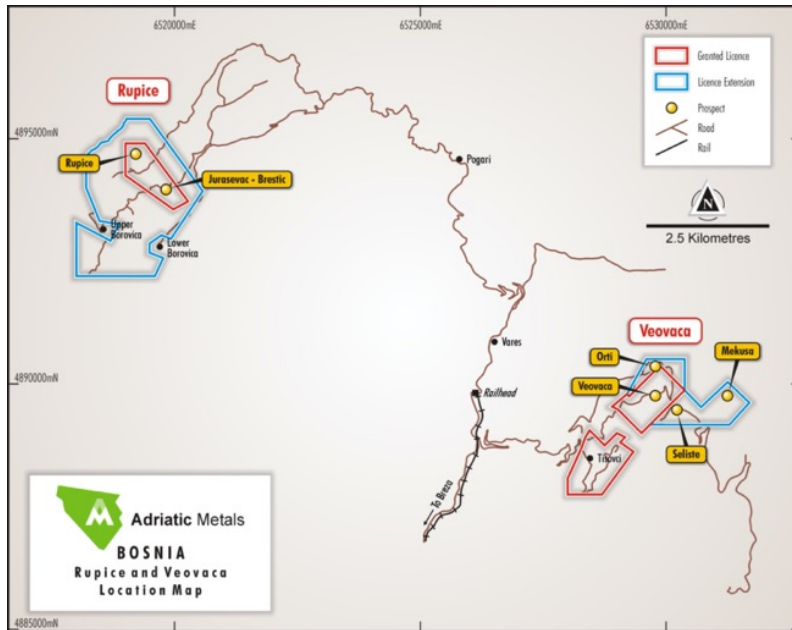 6520000mE
6525000mE
6530000mE
Granted Licence
Licence Extension
Prospect
Road
Rail
N
2.5 Kilometres
Rupice
4895000mN
Rupice
Jurasevac - Brestic
Pogari
Upper
Borovica
Lower
Borovica
Veovaca
Vares
Orti
Mekusa
4890000mN
Veovaca
Railhead
Seliste
Tisovci
To Breza
A
Adriatic Metals
BOSNIA
Rupice and Veovaca
Location Map
4885000mN